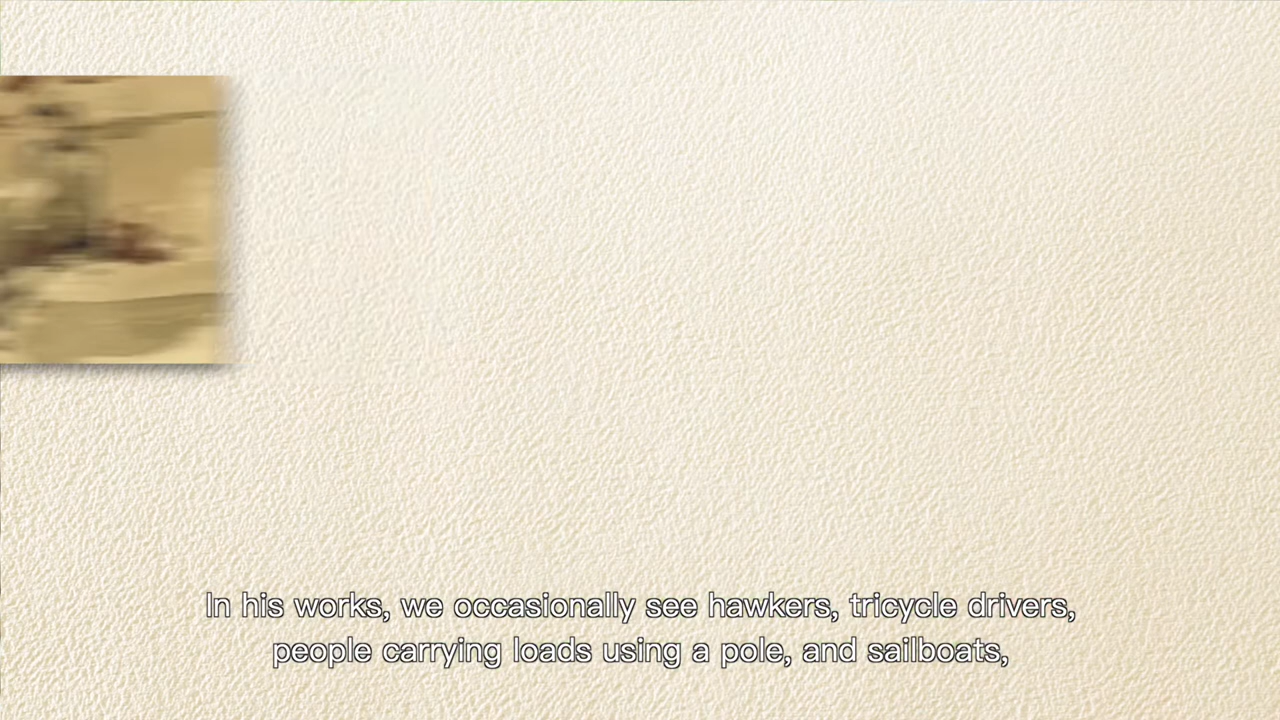 In his works, we occasionally see hawkers, tricycle drivers,
people carrying loads using a pole, and sailboats,